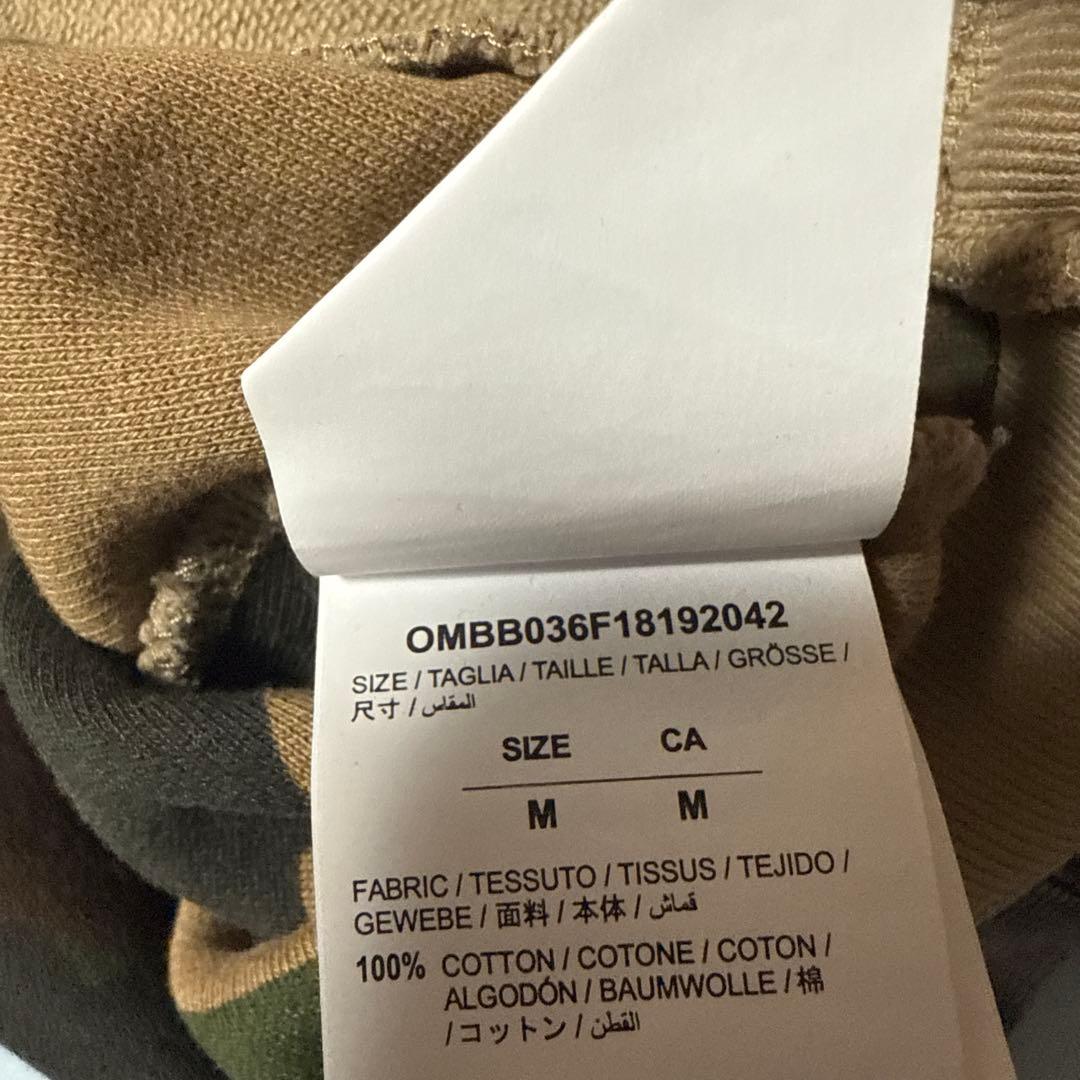 OMBB036F18192042
SIZE / TAGLIA / TAILLE / TALLA / GRÖSSE /
尺寸 / المقاس
SIZE CA
M M
FABRIC / TESSUTO / TISSUS / TEJIDO /
GEWEBE / 面料 / 本体 / قماش
100% COTTON / COTONE / COTON /
ALGODÓN / BAUMWOLLE / 棉
/ コットン / القطن